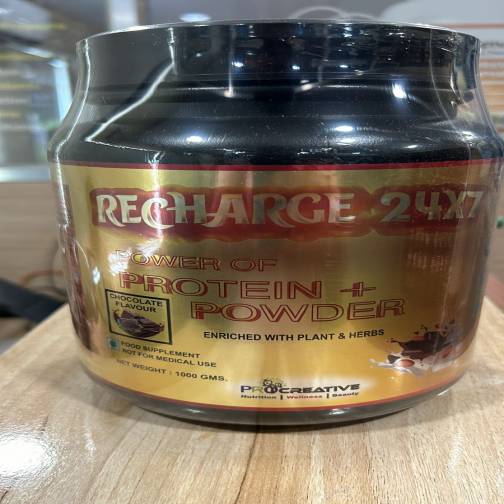 RECHARGE 24X7
POWER OF
PROTEIN +
POWDER
CHOCOLATE
FLAVOUR
ENRICHED WITH PLANT & HERBS
FOOD SUPPLEMENT
NOT FOR MEDICAL USE
NET WEIGHT : 1000 GMS.
PROCREATIVE
Nutrition | Wellness | Beauty